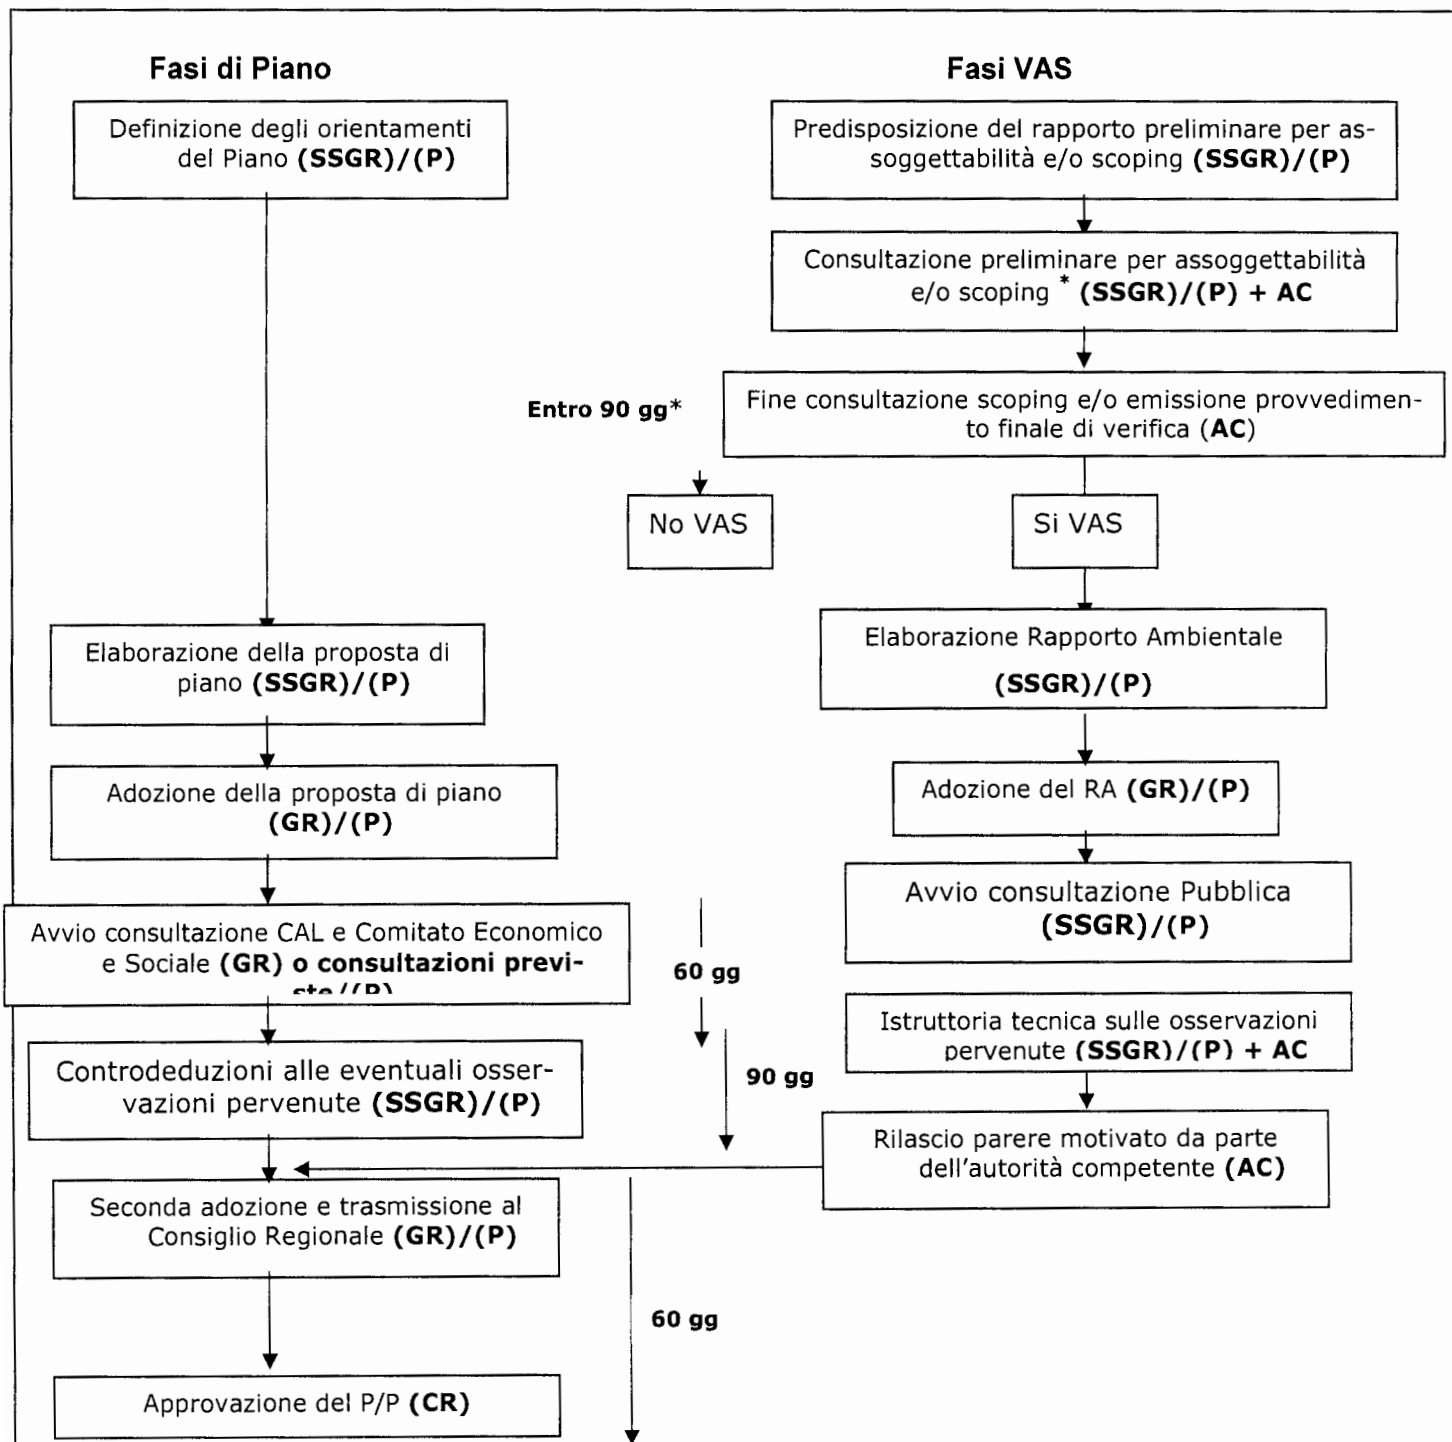 Fasi di Piano
Fasi VAS
Definizione degli orientamenti
del Piano (SSGR)/(P)
Predisposizione del rapporto preliminare per as-
soggettabilità e/o scoping (SSGR)/(P)
Consultazione preliminare per assoggettabilità
e/o scoping * (SSGR)/(P) + AC
Entro 90 gg*
Fine consultazione scoping e/o emissione provvedimen-
to finale di verifica (AC)
No VAS
Si VAS
Elaborazione della proposta di
piano (SSGR)/(P)
Elaborazione Rapporto Ambientale
(SSGR)/(P)
Adozione della proposta di piano
(GR)/(P)
Adozione del RA (GR)/(P)
Avvio consultazione CAL e Comitato Economico
e Sociale (GR) o consultazioni previ-
ste/(P)
Avvio consultazione Pubblica
(SSGR)/(P)
60 gg
Controdeduzioni alle eventuali osser-
vazioni pervenute (SSGR)/(P)
Istruttoria tecnica sulle osservazioni
pervenute (SSGR)/(P) + AC
90 gg
Rilascio parere motivato da parte
dell'autorità competente (AC)
Seconda adozione e trasmissione al
Consiglio Regionale (GR)/(P)
60 gg
Approvazione del P/P (CR)